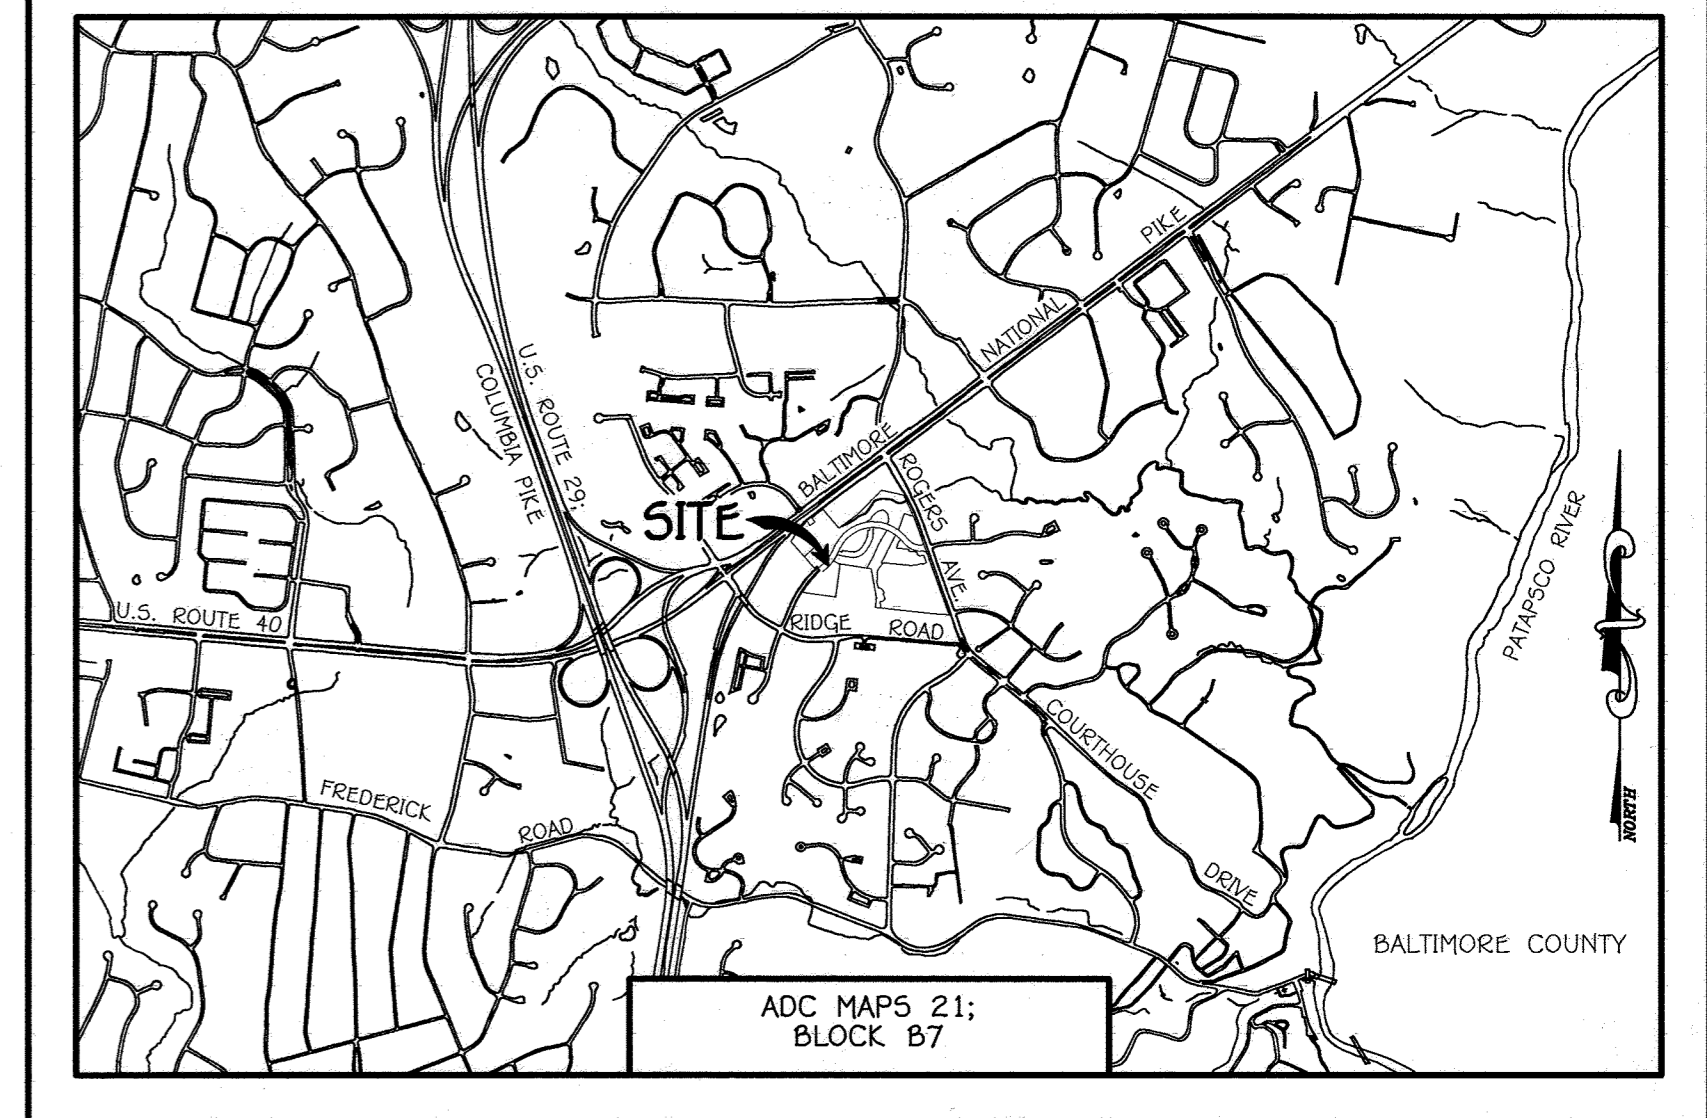 PIKE
NATIONAL
BALTIMORE
U.S. ROUTE 29;
COLUMBIA PIKE
ROGERS
AVE.
SITE
PATAPSCO RIVER
U.S. ROUTE 40
RIDGE ROAD
COURTHOUSE
DRIVE
FREDERICK
ROAD
NORTH
BALTIMORE COUNTY
ADC MAPS 21;
BLOCK B7